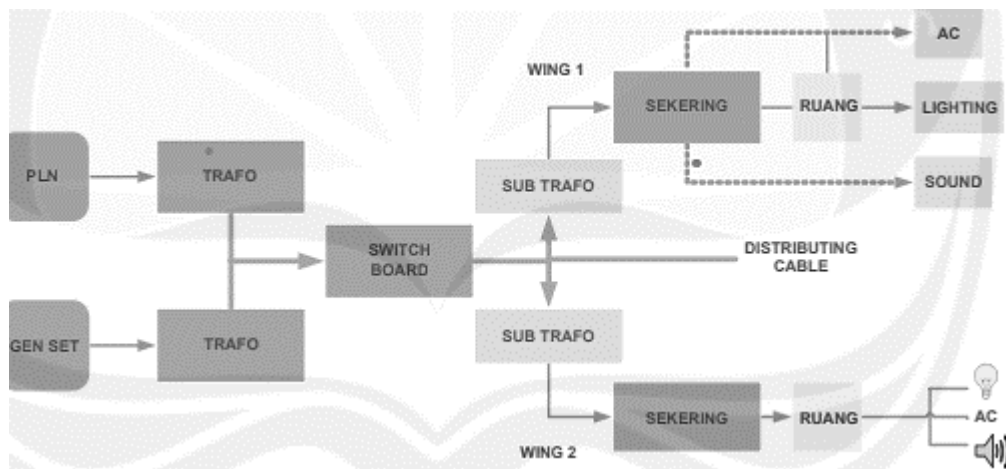 AC
WING 1
SEKERING
RUANG
LIGHTING
PLN
TRAFO
SUB TRAFO
SOUND
SWITCH
BOARD
DISTRIBUTING
CABLE
GEN SET
TRAFO
SUB TRAFO
SEKERING
RUANG
AC
WING 2